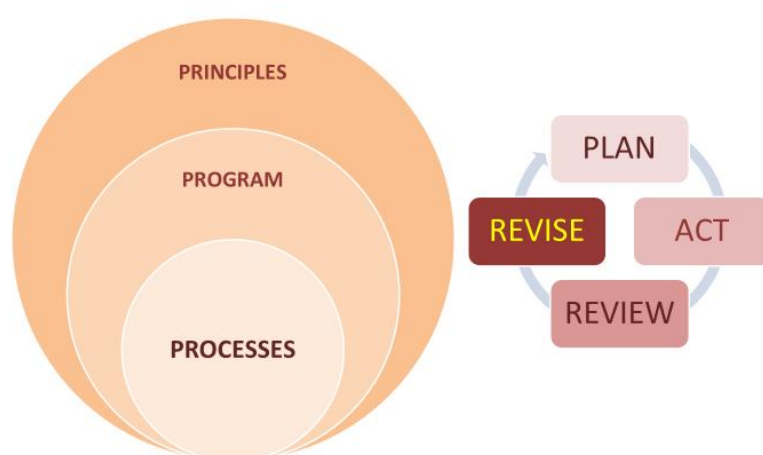 PRINCIPLES
PROGRAM
PROCESSES
PLAN
ACT
REVIEW
REVISE